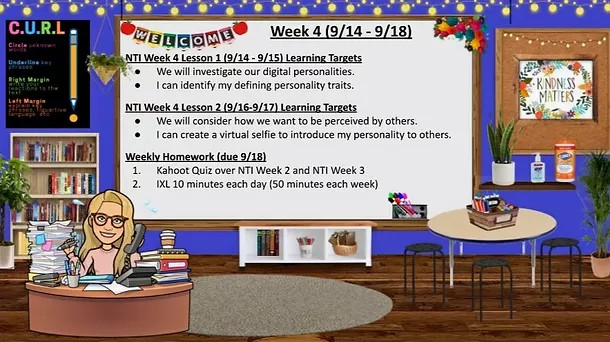 C.U.R.L
Circle unknown
words
Underline key
phrases
Right Margin
write your
reactions to the
text
Left Margin
explain key
phrases, figurative
language, etc.
WELCOME
Week 4 (9/14 - 9/18)
NTI Week 4 Lesson 1 (9/14 - 9/15) Learning Targets
● We will investigate our digital personalities.
● I can identify my defining personality traits.
NTI Week 4 Lesson 2 (9/16-9/17) Learning Targets
● We will consider how we want to be perceived by others.
● I can create a virtual selfie to introduce my personality to others.
Weekly Homework (due 9/18)
1. Kahoot Quiz over NTI Week 2 and NTI Week 3
2. IXL 10 minutes each day (50 minutes each week)
KINDNESS
MATTERS